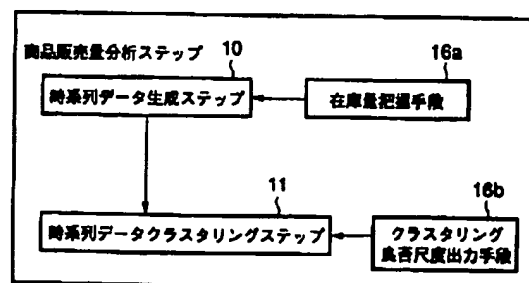 商品販売量分析ステップ
10
16a
時系列データ生成ステップ
在庫量把握手段
11
16b
時系列データクラスタリングステップ
クラスタリング
良否尺度出力手段